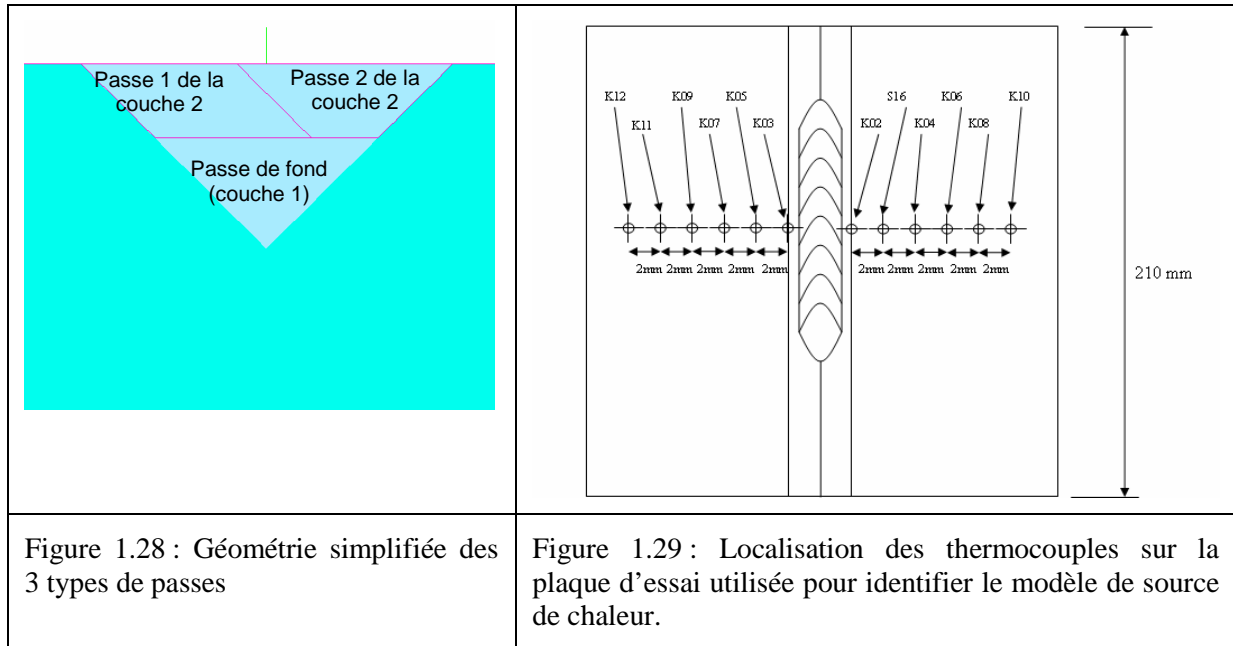 Passe 1 de la
couche 2
Passe 2 de la
couche 2
Passe de fond
(couche 1)
K12
K09
K05
S16
K06
K10
K11
K07
K03
K02
K04
K08
2mm 2mm 2mm 2mm 2mm
2mm 2mm 2mm 2mm 2mm
210 mm
Figure 1.28 : Géométrie simplifiée des
3 types de passes
Figure 1.29 : Localisation des thermocouples sur la
plaque d'essai utilisée pour identifier le modèle de source
de chaleur.